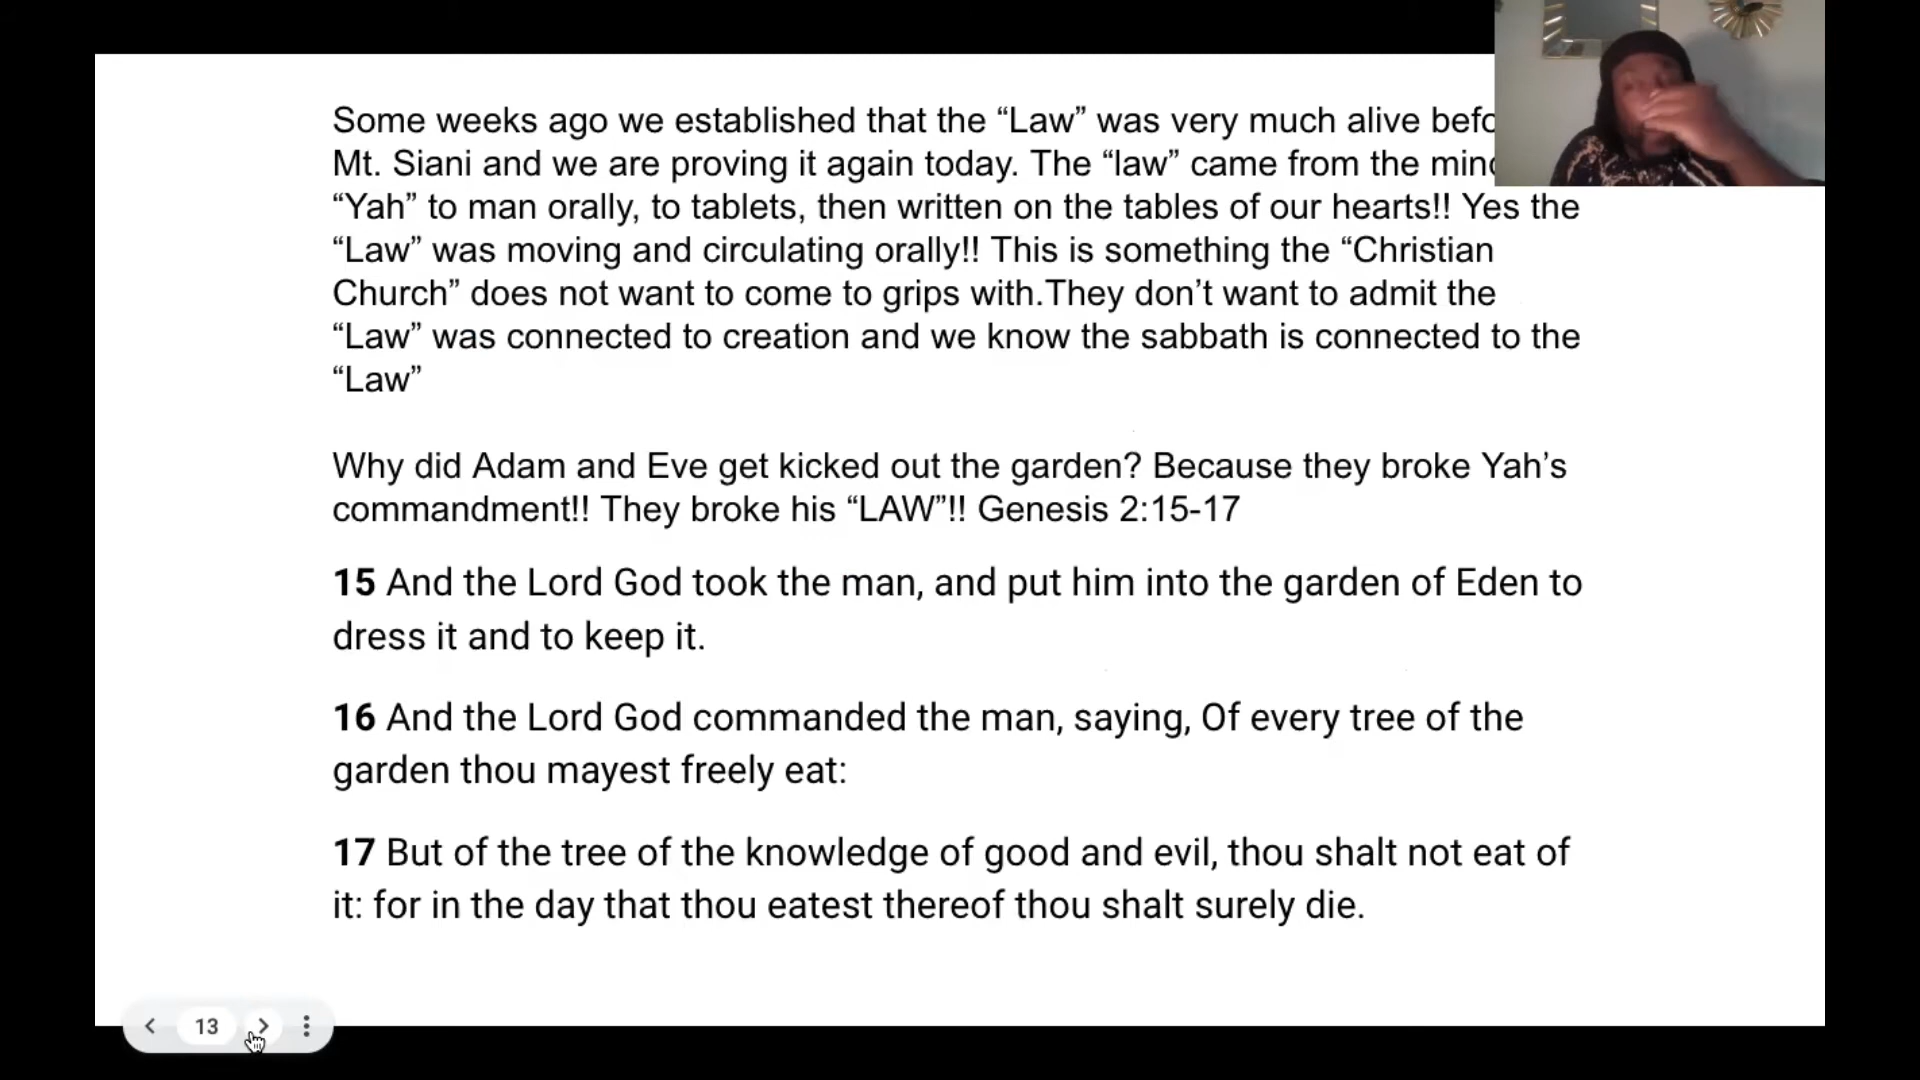 Some weeks ago we established that the “Law” was very much alive
Mt. Siani and we are proving it again today. The “law” came from the
“Yah” to man orally, to tablets, then written on the tables of our hearts!! Yes the
“Law” was moving and circulating orally!! This is something the “Christian
Church” does not want to come to grips with.They don’t want to admit the
“Law” was connected to creation and we know the sabbath is connected to the
“Law”
Why did Adam and Eve get kicked out the garden? Because they broke Yah’s
commandment!! They broke his “LAW”!! Genesis 2:15-17
15 And the Lord God took the man, and put him into the garden of Eden to
dress it and to keep it.
16 And the Lord God commanded the man, saying, Of every tree of the
garden thou mayest freely eat:
17 But of the tree of the knowledge of good and evil, thou shalt not eat of
it: for in the day that thou eatest thereof thou shalt surely die.
13